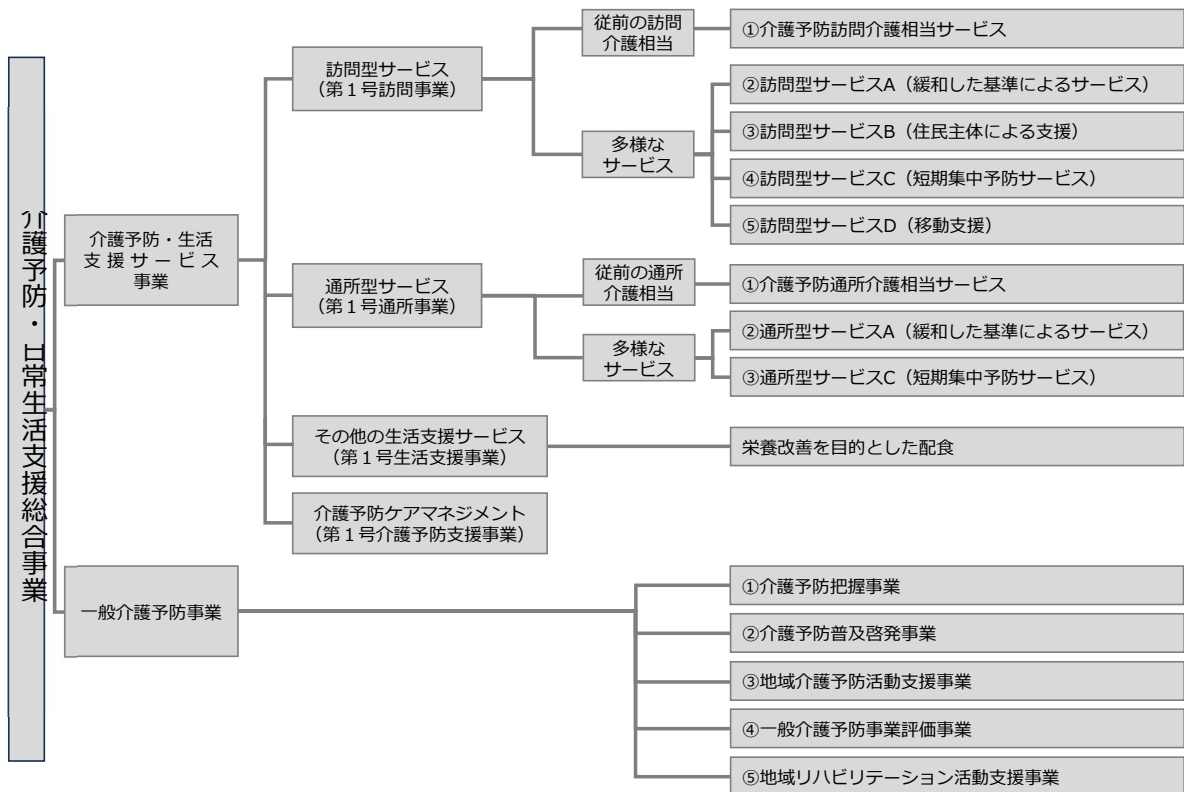 介護予防・日常生活支援総合事業
介護予防・生活
支援サービス
事業
訪問型サービス
（第１号訪問事業）
従前の訪問
介護相当
①介護予防訪問介護相当サービス
多様な
サービス
②訪問型サービスA（緩和した基準によるサービス）
③訪問型サービスB（住民主体による支援）
④訪問型サービスC（短期集中予防サービス）
⑤訪問型サービスD（移動支援）
通所型サービス
（第１号通所事業）
従前の通所
介護相当
①介護予防通所介護相当サービス
多様な
サービス
②通所型サービスA（緩和した基準によるサービス）
③通所型サービスC（短期集中予防サービス）
その他の生活支援サービス
（第１号生活支援事業）
栄養改善を目的とした配食
介護予防ケアマネジメント
（第１号介護予防支援事業）
一般介護予防事業
①介護予防把握事業
②介護予防普及啓発事業
③地域介護予防活動支援事業
④一般介護予防事業評価事業
⑤地域リハビリテーション活動支援事業